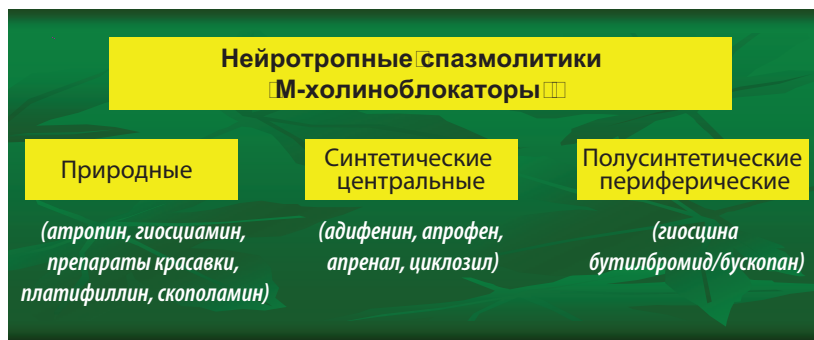 Нейротропные спазмолитики
М-холиноблокаторы
Природные
(атропин, гиосциамин,
препараты красавки,
платифиллин, скополамин)
Синтетические
центральные
(адифенин, апрофен,
апренал, циклозил)
Полусинтетические
периферические
(гиосцина
бутилбромид/бускопан)